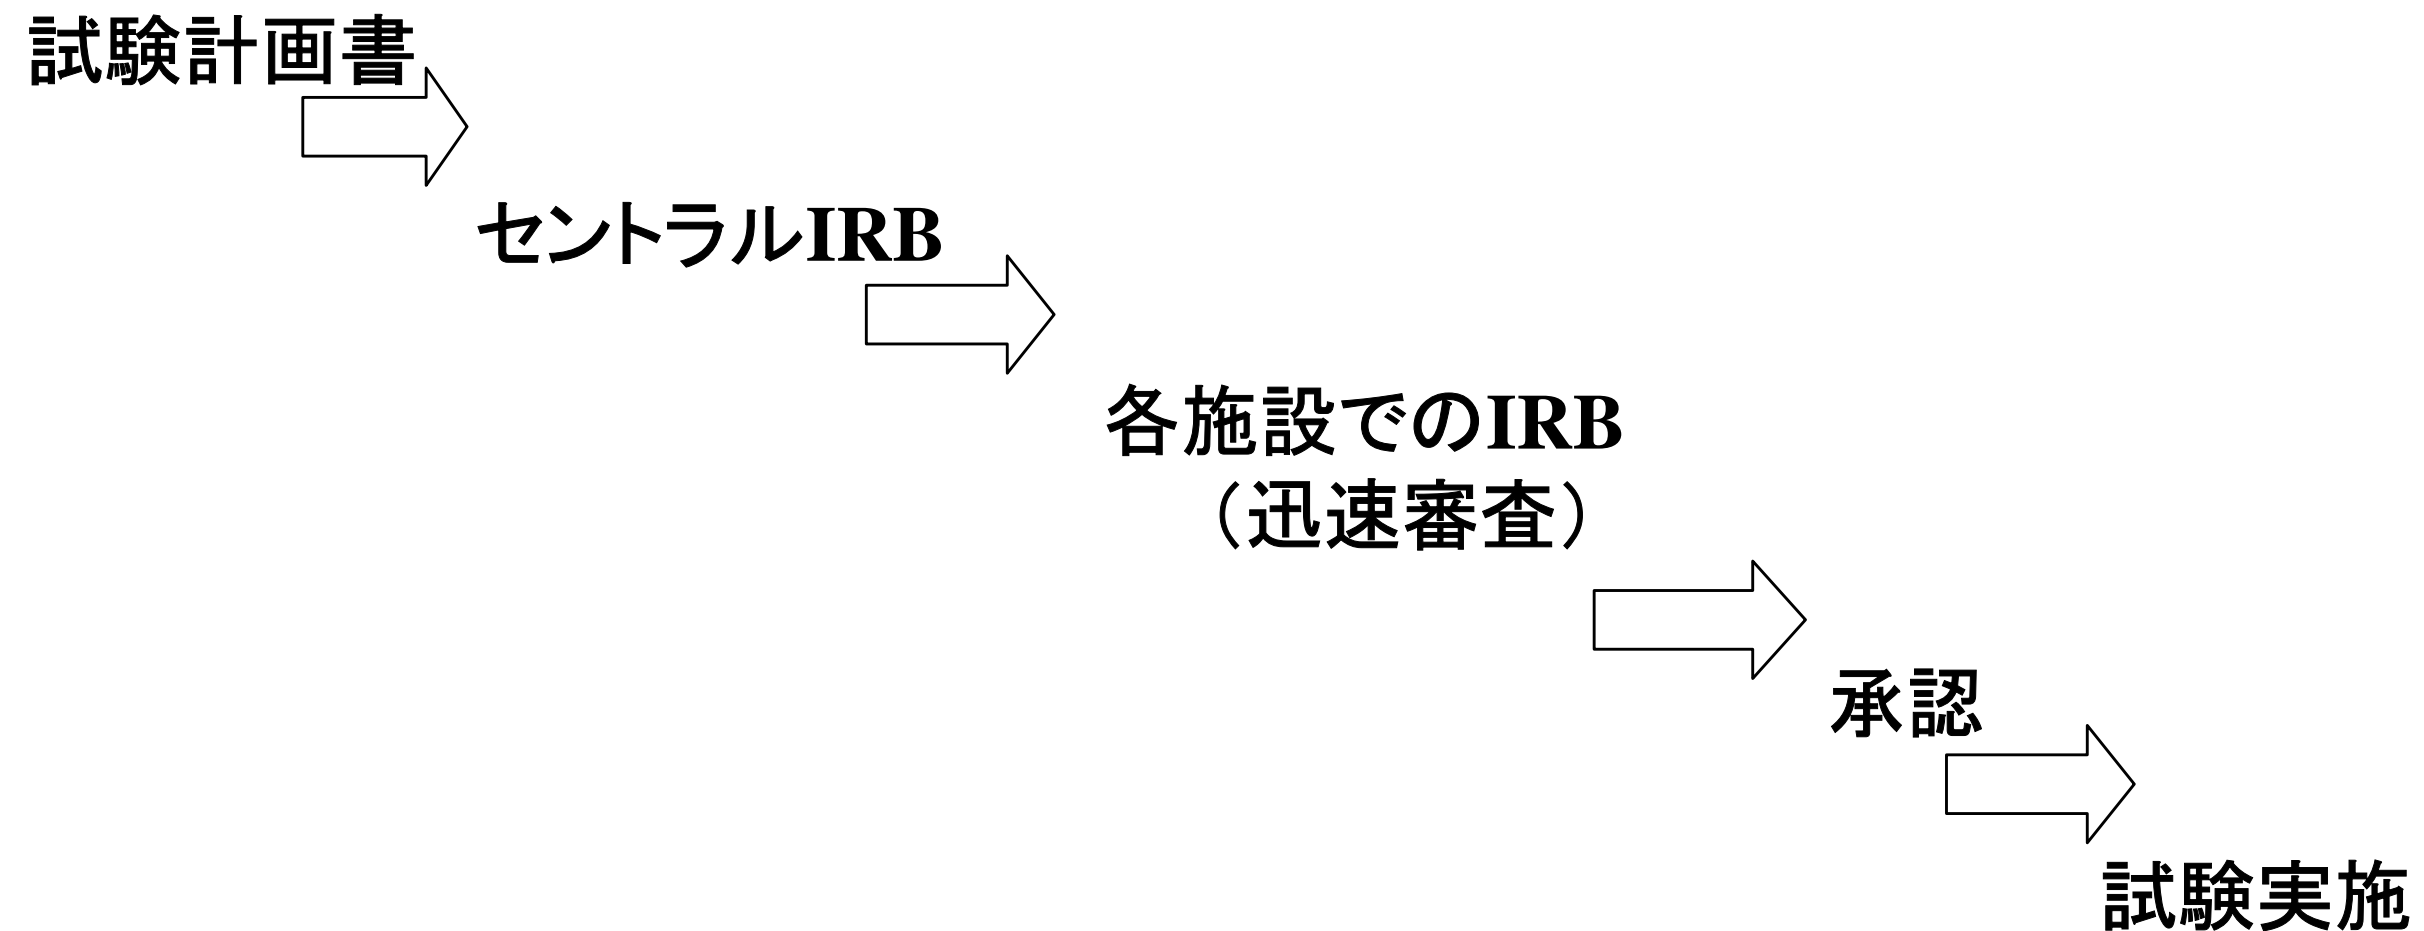 試験計画書
セントラルIRB
各施設でのIRB
（迅速審査）
承認
試験実施